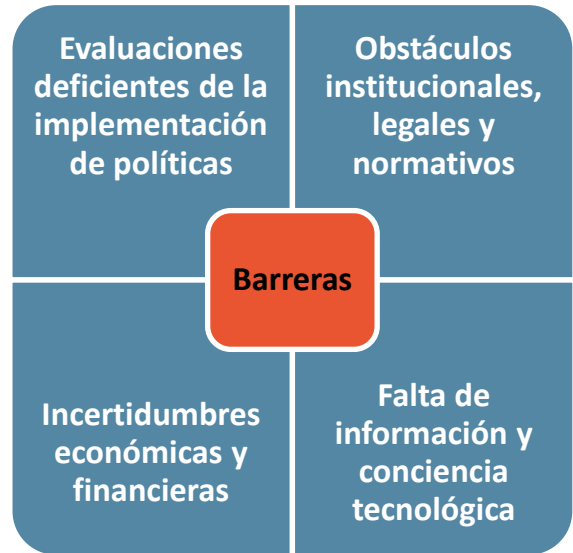 Evaluaciones
deficientes de la
implementación
de políticas
Obstáculos
institucionales,
legales y
normativos
Barreras
Incertidumbres
económicas y
financieras
Falta de
información y
conciencia
tecnológica